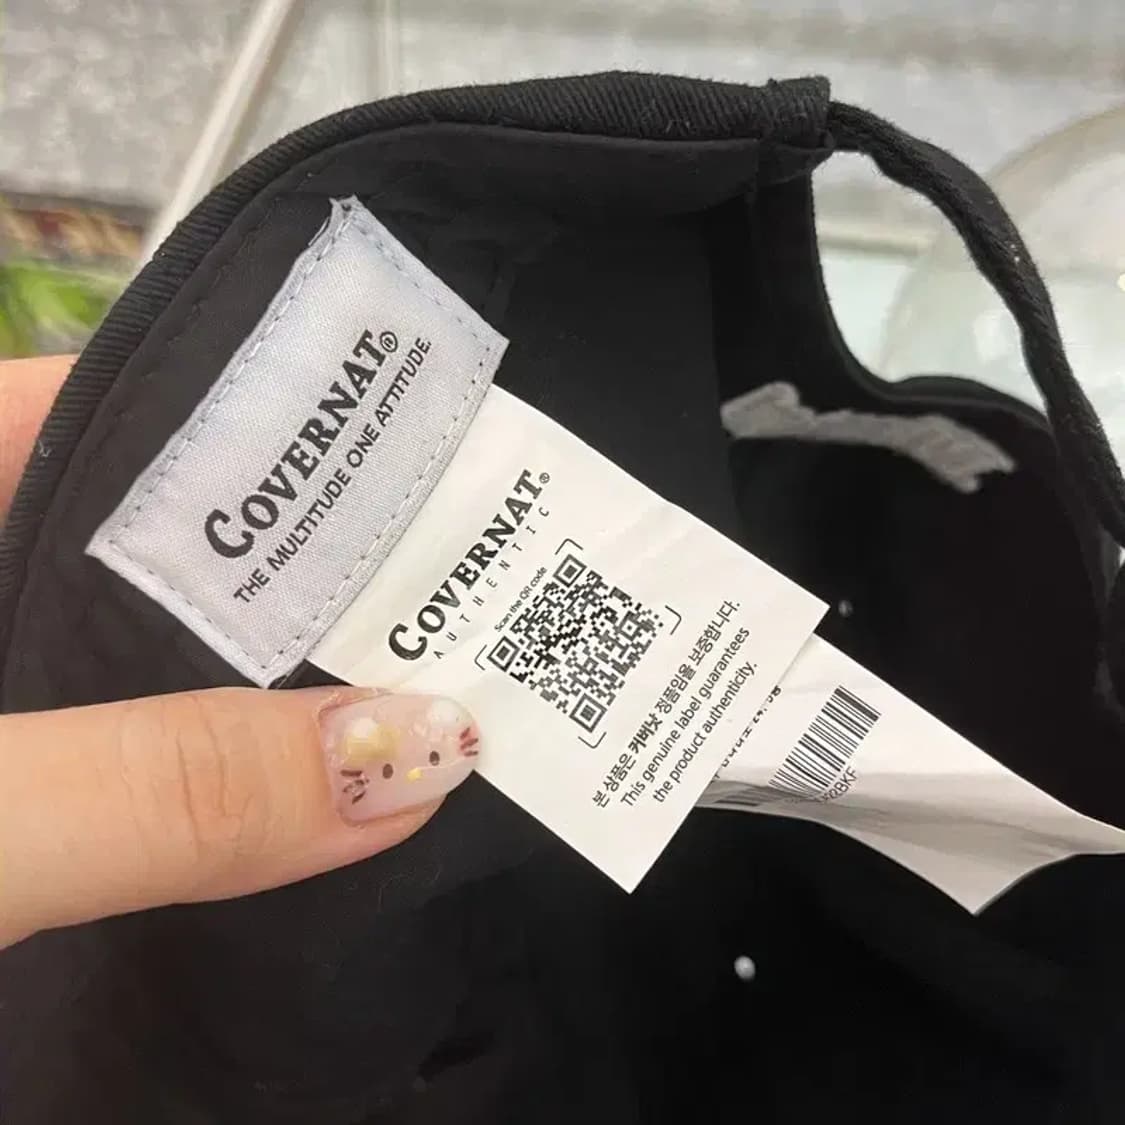 COVERNAT®
THE MULTITUDE ONE ATTITUDE.
COVERNAT®
AUTHENTIC
Scan the QR code
본 상품은 커버낫 정품임을 보증합니다.
This genuine label guarantees
the product authenticity.